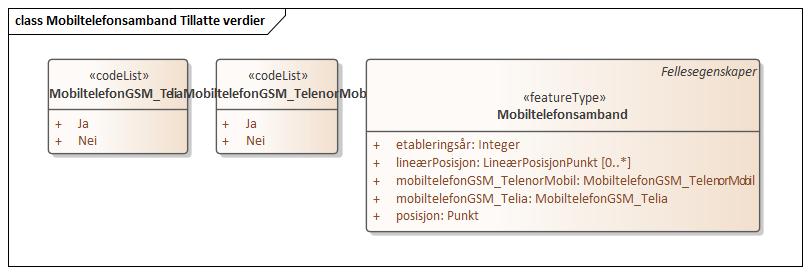 class Mobiltelefonsamband Tillatte verdier
«codeList»
MobiltelefonGSM_Telia
+ Ja
+ Nei
«codeList»
MobiltelefonGSM_TelenorMob
+ Ja
+ Nei
Fellesegenskaper
«featureType»
Mobiltelefonsamband
+ etableringsår: Integer
+ lineærPosisjon: LineærPosisjonPunkt [0..*]
+ mobiltelefonGSM_TelenorMobil: MobiltelefonGSM_TelenorMobil
+ mobiltelefonGSM_Telia: MobiltelefonGSM_Telia
+ posisjon: Punkt